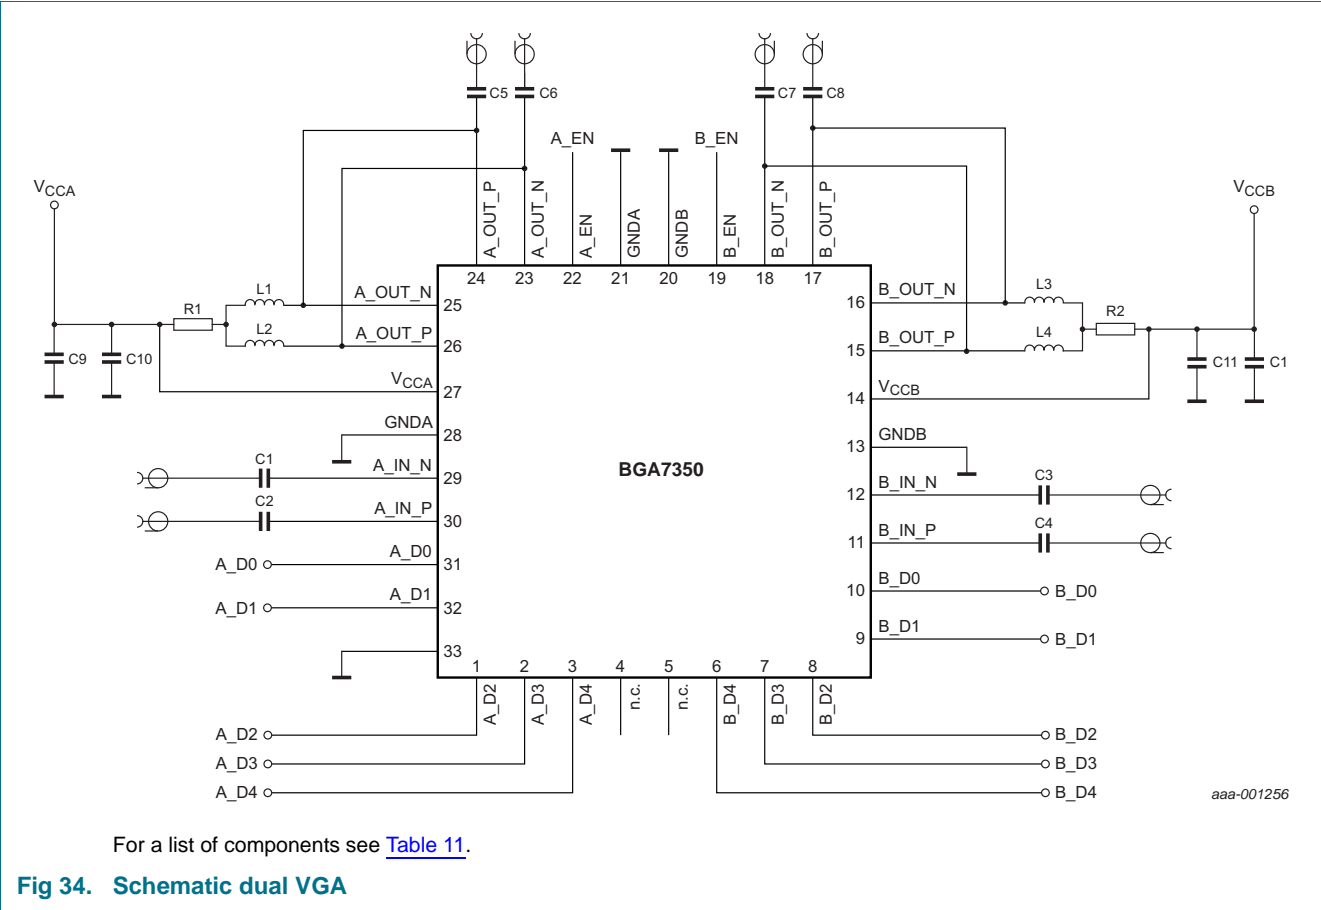 C5 C6 C7 C8
A_EN B_EN
V_CCA V_CCB
A_OUT_P A_OUT_N A_EN GNDA GNDB B_EN B_OUT_N B_OUT_P
24 23 22 21 20 19 18 17
L1 A_OUT_N 25
16 B_OUT_N L3
R1 R2
L2 A_OUT_P 26
15 B_OUT_P L4
C9 C10 C11 C1
V_CCA 27
14 V_CCB
GNDA 28
13 GNDB
BGA7350
C1 A_IN_N 29
12 B_IN_N C3
C2 A_IN_P 30
11 B_IN_P C4
A_D0 A_D0 31
10 B_D0 B_D0
A_D1 A_D1 32
9 B_D1 B_D1
33
1 2 3 4 5 6 7 8
A_D2 A_D3 A_D4 n.c. n.c. B_D4 B_D3 B_D2
A_D2 B_D2
A_D3 B_D3
A_D4 B_D4
aaa-001256
For a list of components see Table 11.
Fig 34. Schematic dual VGA